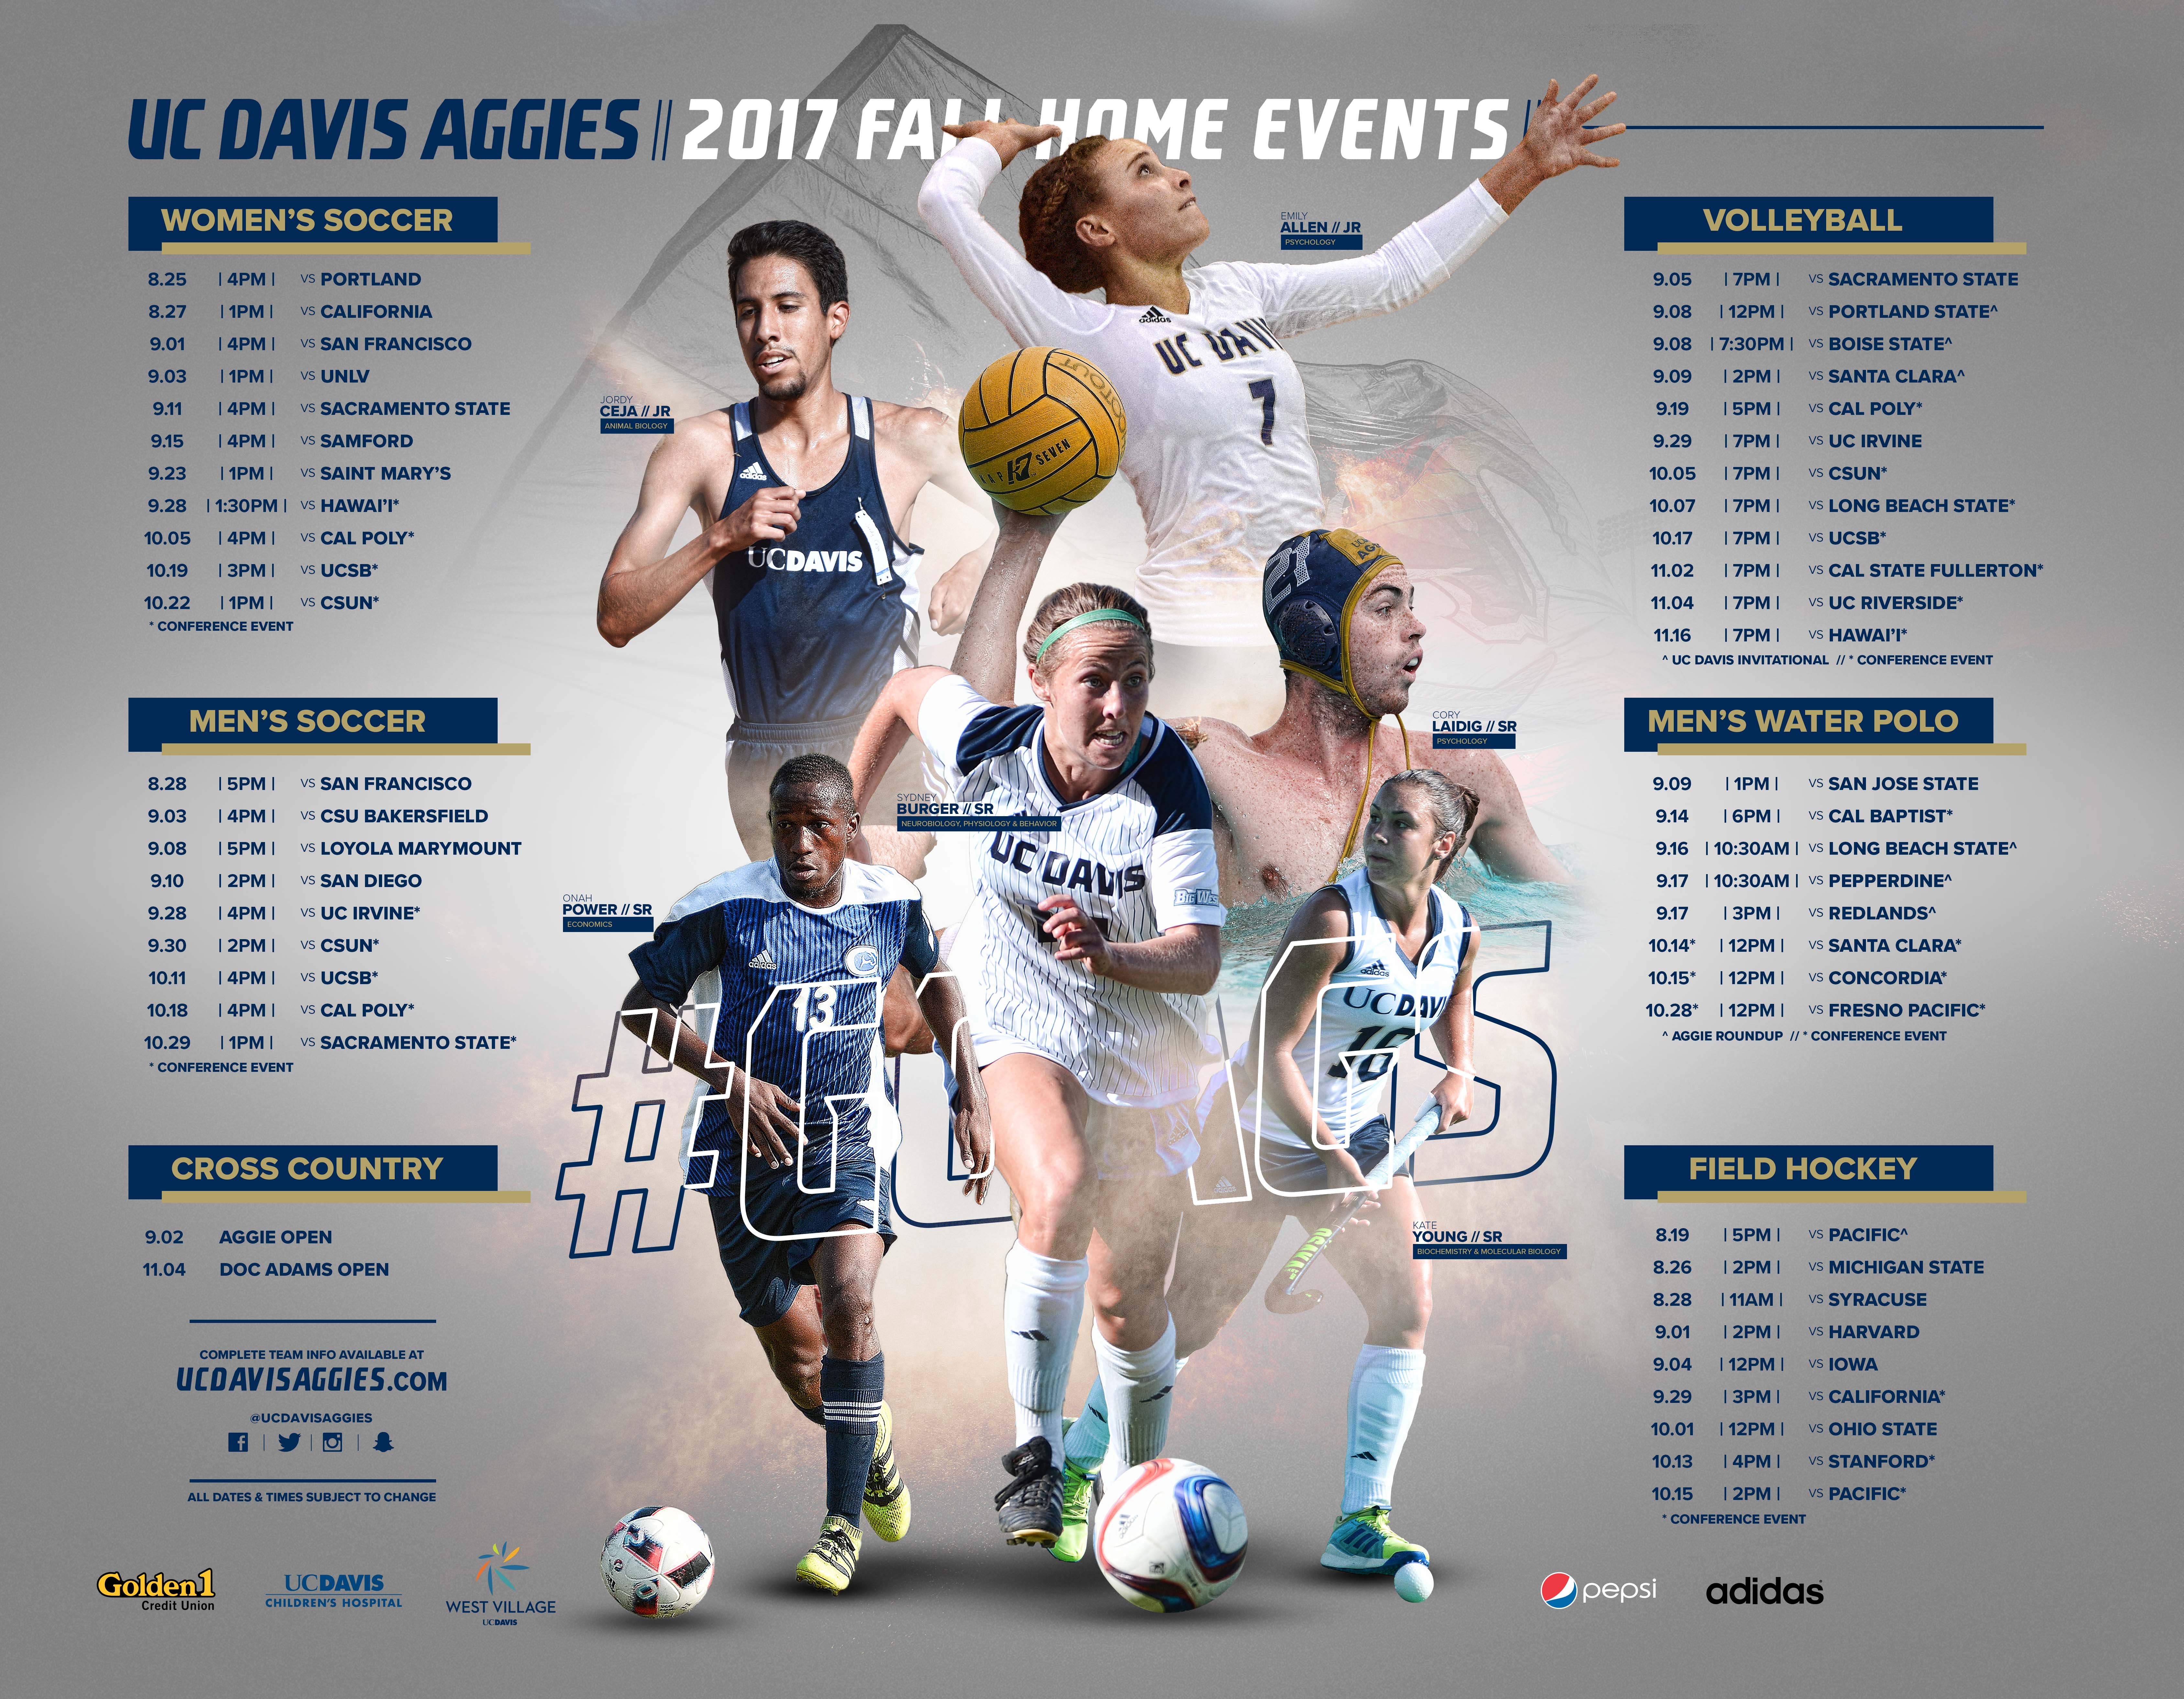 UC DAVIS AGGIES // 2017 FALL HOME EVENTS //
WOMEN'S SOCCER
8.25 | 4PM | VS PORTLAND
8.27 | 1PM | VS CALIFORNIA
9.01 | 4PM | VS SAN FRANCISCO
9.03 | 1PM | VS UNLV
9.11 | 4PM | VS SACRAMENTO STATE
9.15 | 4PM | VS SAMFORD
9.23 | 1PM | VS SAINT MARY'S
9.28 | 1:30PM | VS HAWAI'I*
10.05 | 4PM | VS CAL POLY*
10.19 | 3PM | VS UCSB*
10.22 | 1PM | VS CSUN*
* CONFERENCE EVENT
MEN'S SOCCER
8.28 | 5PM | VS SAN FRANCISCO
9.03 | 4PM | VS CSU BAKERSFIELD
9.08 | 5PM | VS LOYOLA MARYMOUNT
9.10 | 2PM | VS SAN DIEGO
9.28 | 4PM | VS UC IRVINE*
9.30 | 2PM | VS CSUN*
10.11 | 4PM | VS UCSB*
10.18 | 4PM | VS CAL POLY*
10.29 | 1PM | VS SACRAMENTO STATE*
* CONFERENCE EVENT
CROSS COUNTRY
9.02 AGGIE OPEN
11.04 DOC ADAMS OPEN
COMPLETE TEAM INFO AVAILABLE AT
UCDAVISAGGIES.COM
@UCDAVISAGGIES
ALL DATES & TIMES SUBJECT TO CHANGE
Golden1
Credit Union
UCDAVIS
CHILDREN'S HOSPITAL
WEST VILLAGE
UCDAVIS
JORDY
CEJA // JR
ANIMAL BIOLOGY
EMILY
ALLEN // JR
PSYCHOLOGY
CORY
LAIDIG // SR
PSYCHOLOGY
SYDNEY
BURGER // SR
NEUROBIOLOGY, PHYSIOLOGY & BEHAVIOR
ONAH
POWER // SR
ECONOMICS
KATE
YOUNG // SR
BIOCHEMISTRY & MOLECULAR BIOLOGY
adidas
UC DAVI
7
K7 SEVEN
adidas
UCDAVIS
21
UC DAVIS
Big West
adidas
13
adidas
UCDAVI
#GOAGS
VOLLEYBALL
9.05 | 7PM | VS SACRAMENTO STATE
9.08 | 12PM | VS PORTLAND STATE^
9.08 | 7:30PM | VS BOISE STATE^
9.09 | 2PM | VS SANTA CLARA^
9.19 | 5PM | VS CAL POLY*
9.29 | 7PM | VS UC IRVINE
10.05 | 7PM | VS CSUN*
10.07 | 7PM | VS LONG BEACH STATE*
10.17 | 7PM | VS UCSB*
11.02 | 7PM | VS CAL STATE FULLERTON*
11.04 | 7PM | VS UC RIVERSIDE*
11.16 | 7PM | VS HAWAI'I*
^ UC DAVIS INVITATIONAL // * CONFERENCE EVENT
MEN'S WATER POLO
9.09 | 1PM | VS SAN JOSE STATE
9.14 | 6PM | VS CAL BAPTIST*
9.16 | 10:30AM | VS LONG BEACH STATE^
9.17 | 10:30AM | VS PEPPERDINE^
9.17 | 3PM | VS REDLANDS^
10.14* | 12PM | VS SANTA CLARA*
10.15* | 12PM | VS CONCORDIA*
10.28* | 12PM | VS FRESNO PACIFIC*
^ AGGIE ROUNDUP // * CONFERENCE EVENT
FIELD HOCKEY
8.19 | 5PM | VS PACIFIC^
8.26 | 2PM | VS MICHIGAN STATE
8.28 | 11AM | VS SYRACUSE
9.01 | 2PM | VS HARVARD
9.04 | 12PM | VS IOWA
9.29 | 3PM | VS CALIFORNIA*
10.01 | 12PM | VS OHIO STATE
10.13 | 4PM | VS STANFORD*
10.15 | 2PM | VS PACIFIC*
* CONFERENCE EVENT
pepsi
adidas